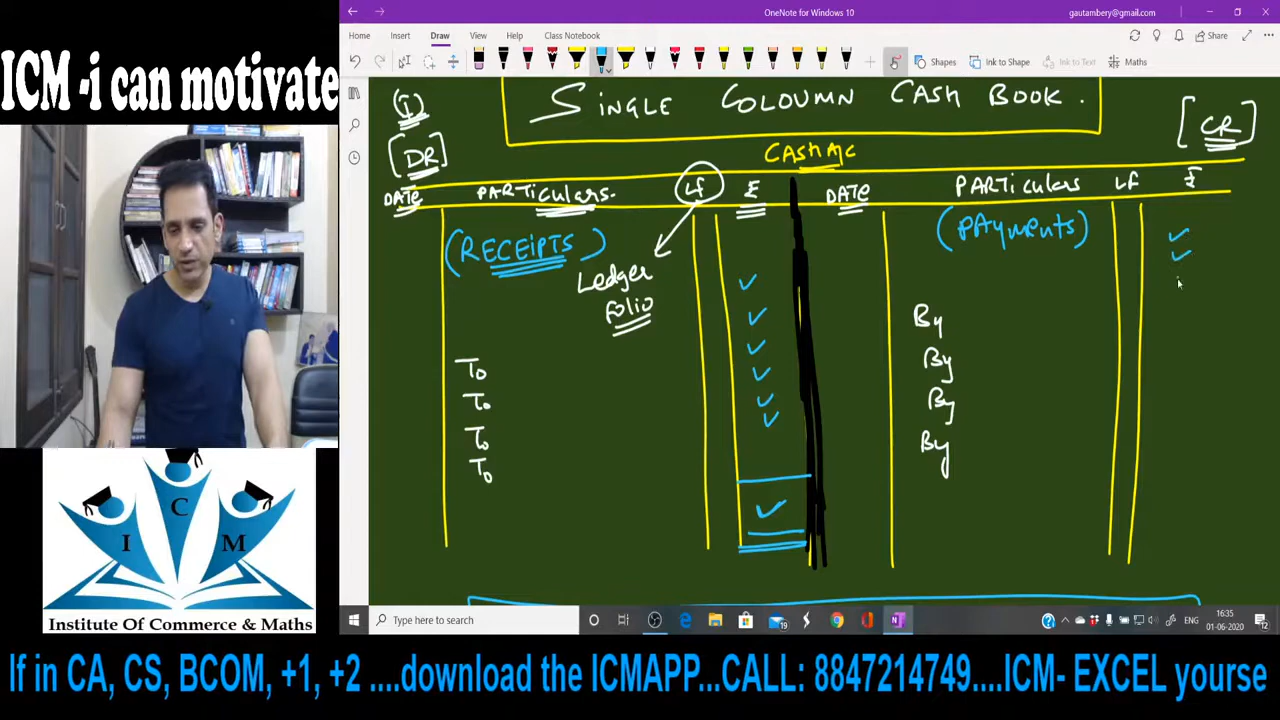 ICM -i can motivate
OneNote for Windows 10
gautambery@gmail.com
Home Insert Draw View Help Class Notebook
Share
Shapes Ink to Shape Ink to Text Maths
(I) SINGLE COLOUMN CASH BOOK.
[DR] [CR]
CASH A/C
DATE PARTICULARS. LF ₹ DATE PARTICULARS LF ₹
(RECEIPTS) (PAYMENTS)
Ledger
Folio
By
To By
To By
To By
To
I C M
Institute Of Commerce & Maths
Type here to search
19
ENG
16:35
01-06-2020
12
If in CA, CS, BCOM, +1, +2 ....download the ICMAPP...CALL: 8847214749....ICM- EXCEL yourse